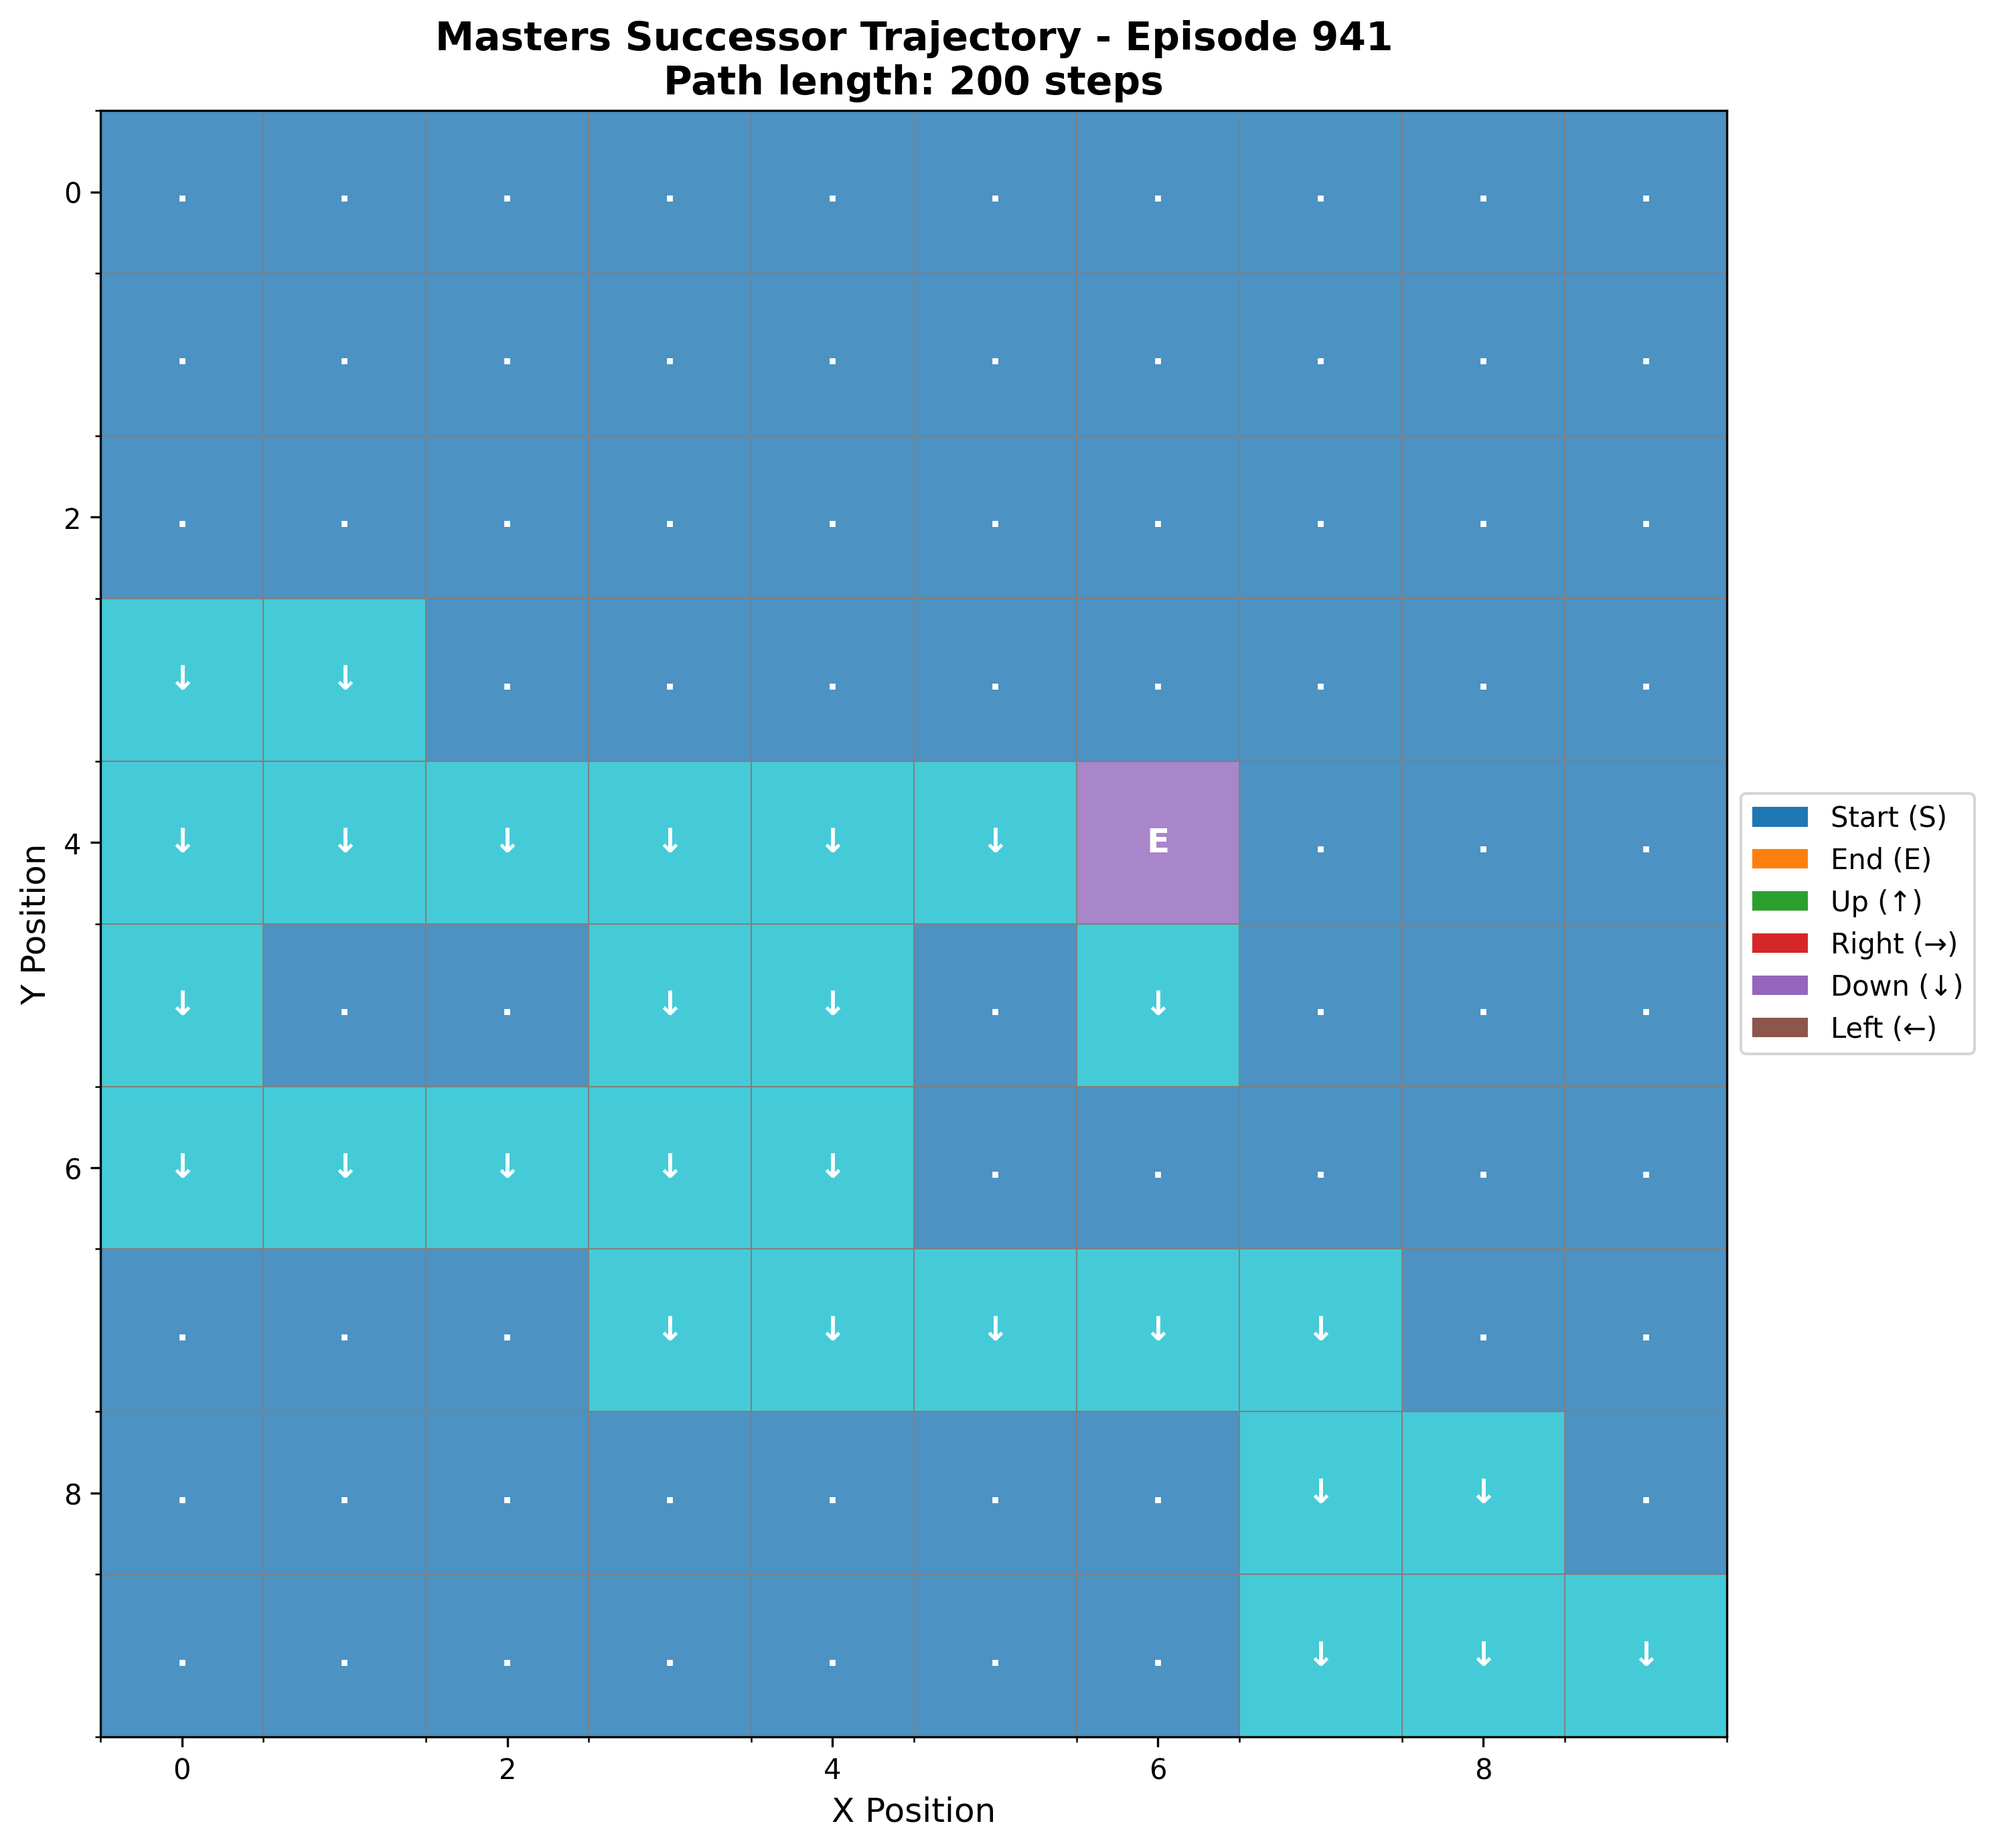 Masters Successor Trajectory - Episode 941
Path length: 200 steps
0 . . . . . . . . . .
. . . . . . . . . .
2 . . . . . . . . . .
↓ ↓ . . . . . . . .
4 ↓ ↓ ↓ ↓ ↓ ↓ E . . .
↓ . . ↓ ↓ . ↓ . . .
6 ↓ ↓ ↓ ↓ ↓ . . . . .
. . . ↓ ↓ ↓ ↓ ↓ . .
8 . . . . . . . ↓ ↓ .
. . . . . . . ↓ ↓ ↓
0 2 4 6 8
X Position
Y Position
Start (S)
End (E)
Up (↑)
Right (→)
Down (↓)
Left (←)